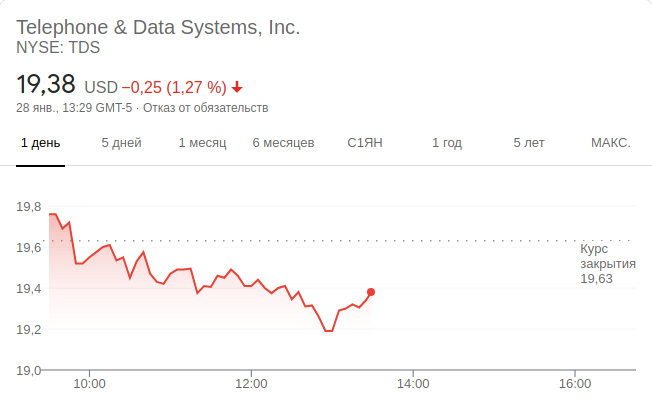 Telephone & Data Systems, Inc.
NYSE: TDS
19,38 USD −0,25 (1,27 %)
28 янв., 13:29 GMT-5 · Отказ от обязательств
1 день 5 дней 1 месяц 6 месяцев С1ЯН 1 год 5 лет МАКС.
19,8
19,6
Курс
закрытия
19,63
19,4
19,2
19,0
10:00 12:00 14:00 16:00